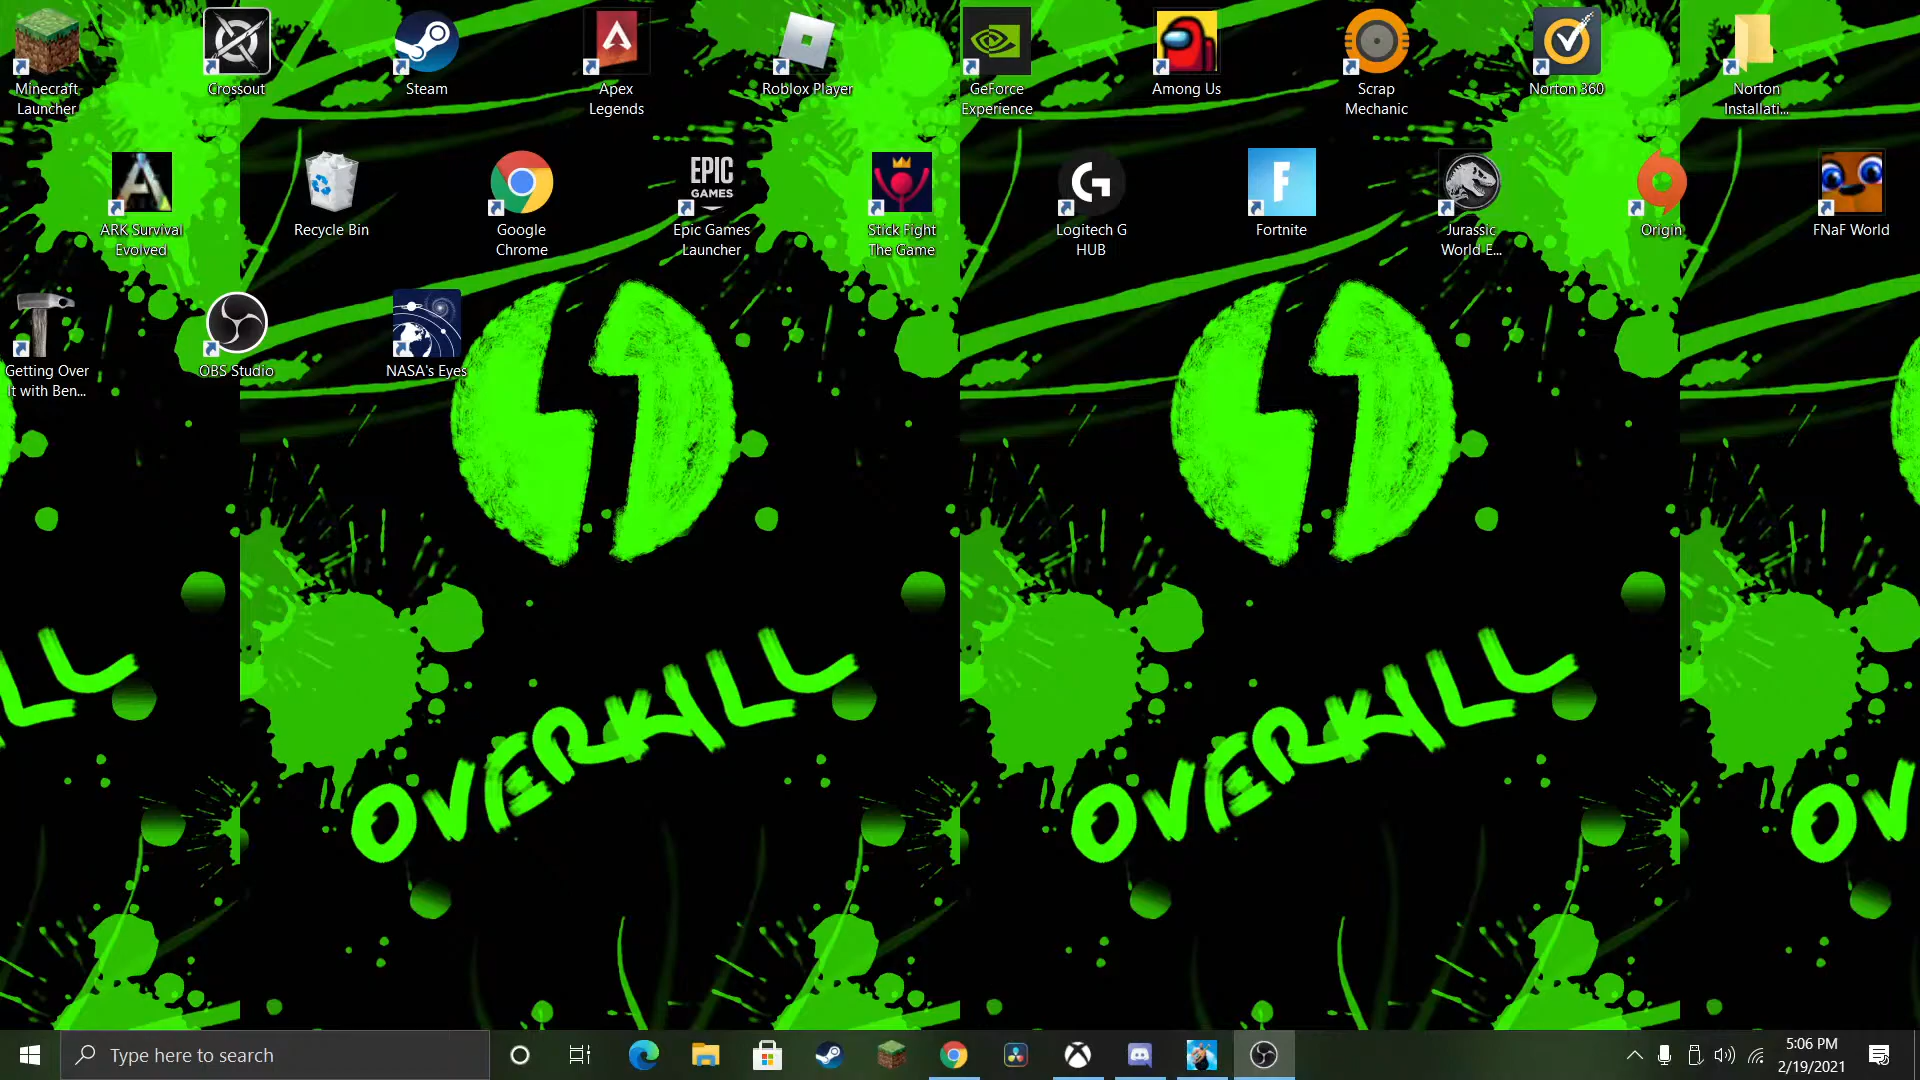 Minecraft
Launcher
Crossout
Steam
Apex
Legends
Roblox Player
GeForce
Experience
Among Us
Scrap
Mechanic
Norton 360
Norton
Installati...
ARK Survival
Evolved
Recycle Bin
Google
Chrome
EPIC
GAMES
Epic Games
Launcher
Stick Fight
The Game
Logitech G
HUB
Fortnite
Jurassic
World E...
Origin
FNaF World
Getting Over
It with Ben...
OBS Studio
NASA's Eyes
LL
OVERKILL
OVERKILL
OV
Type here to search
5:06 PM
2/19/2021